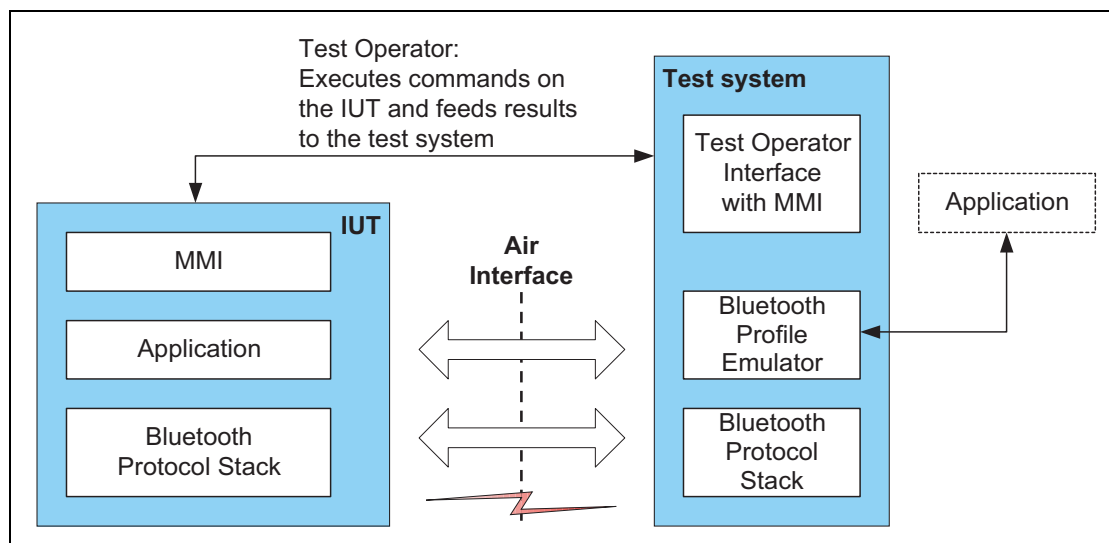 Test Operator:
Executes commands on
the IUT and feeds results
to the test system
Test system
Test Operator
Interface
with MMI
Application
IUT
MMI
Air
Interface
Application
Bluetooth
Profile
Emulator
Bluetooth
Protocol Stack
Bluetooth
Protocol
Stack